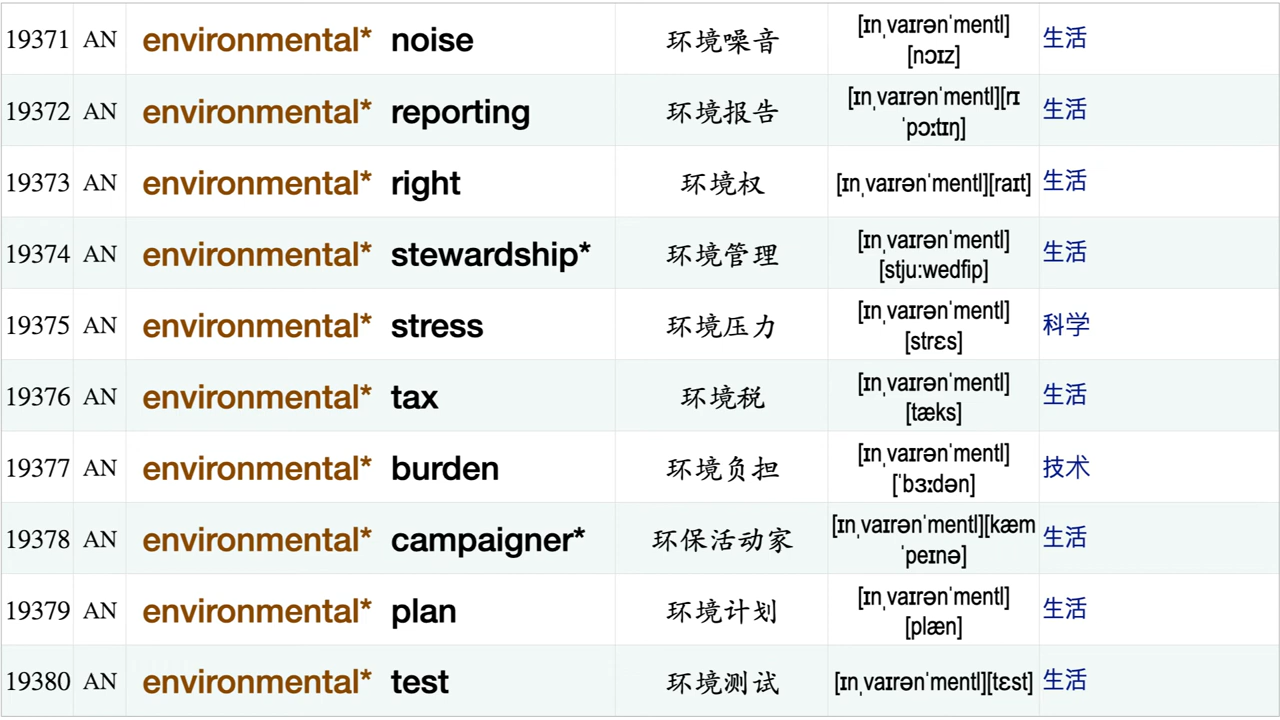 19371 AN environmental* noise 环境噪音 [ɪnˌvaɪrənˈmentl] [nɔɪz] 生活
19372 AN environmental* reporting 环境报告 [ɪnˌvaɪrənˈmentl][rɪ ˈpɔːtɪŋ] 生活
19373 AN environmental* right 环境权 [ɪnˌvaɪrənˈmentl][raɪt] 生活
19374 AN environmental* stewardship* 环境管理 [ɪnˌvaɪrənˈmentl] [stju:wedfip] 生活
19375 AN environmental* stress 环境压力 [ɪnˌvaɪrənˈmentl] [strɛs] 科学
19376 AN environmental* tax 环境税 [ɪnˌvaɪrənˈmentl] [tæks] 生活
19377 AN environmental* burden 环境负担 [ɪnˌvaɪrənˈmentl] [ˈbɜːdən] 技术
19378 AN environmental* campaigner* 环保活动家 [ɪnˌvaɪrənˈmentl][kæm ˈpeɪnə] 生活
19379 AN environmental* plan 环境计划 [ɪnˌvaɪrənˈmentl] [plæn] 生活
19380 AN environmental* test 环境测试 [ɪnˌvaɪrənˈmentl][tɛst] 生活